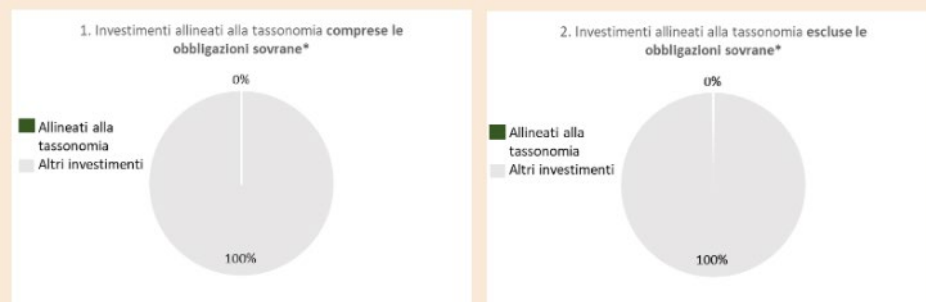 1. Investimenti allineati alla tassonomia comprese le
obbligazioni sovrane*
0%
Allineati alla
tassonomia
Altri investimenti
100%
2. Investimenti allineati alla tassonomia escluse le
obbligazioni sovrane*
0%
Allineati alla
tassonomia
Altri investimenti
100%